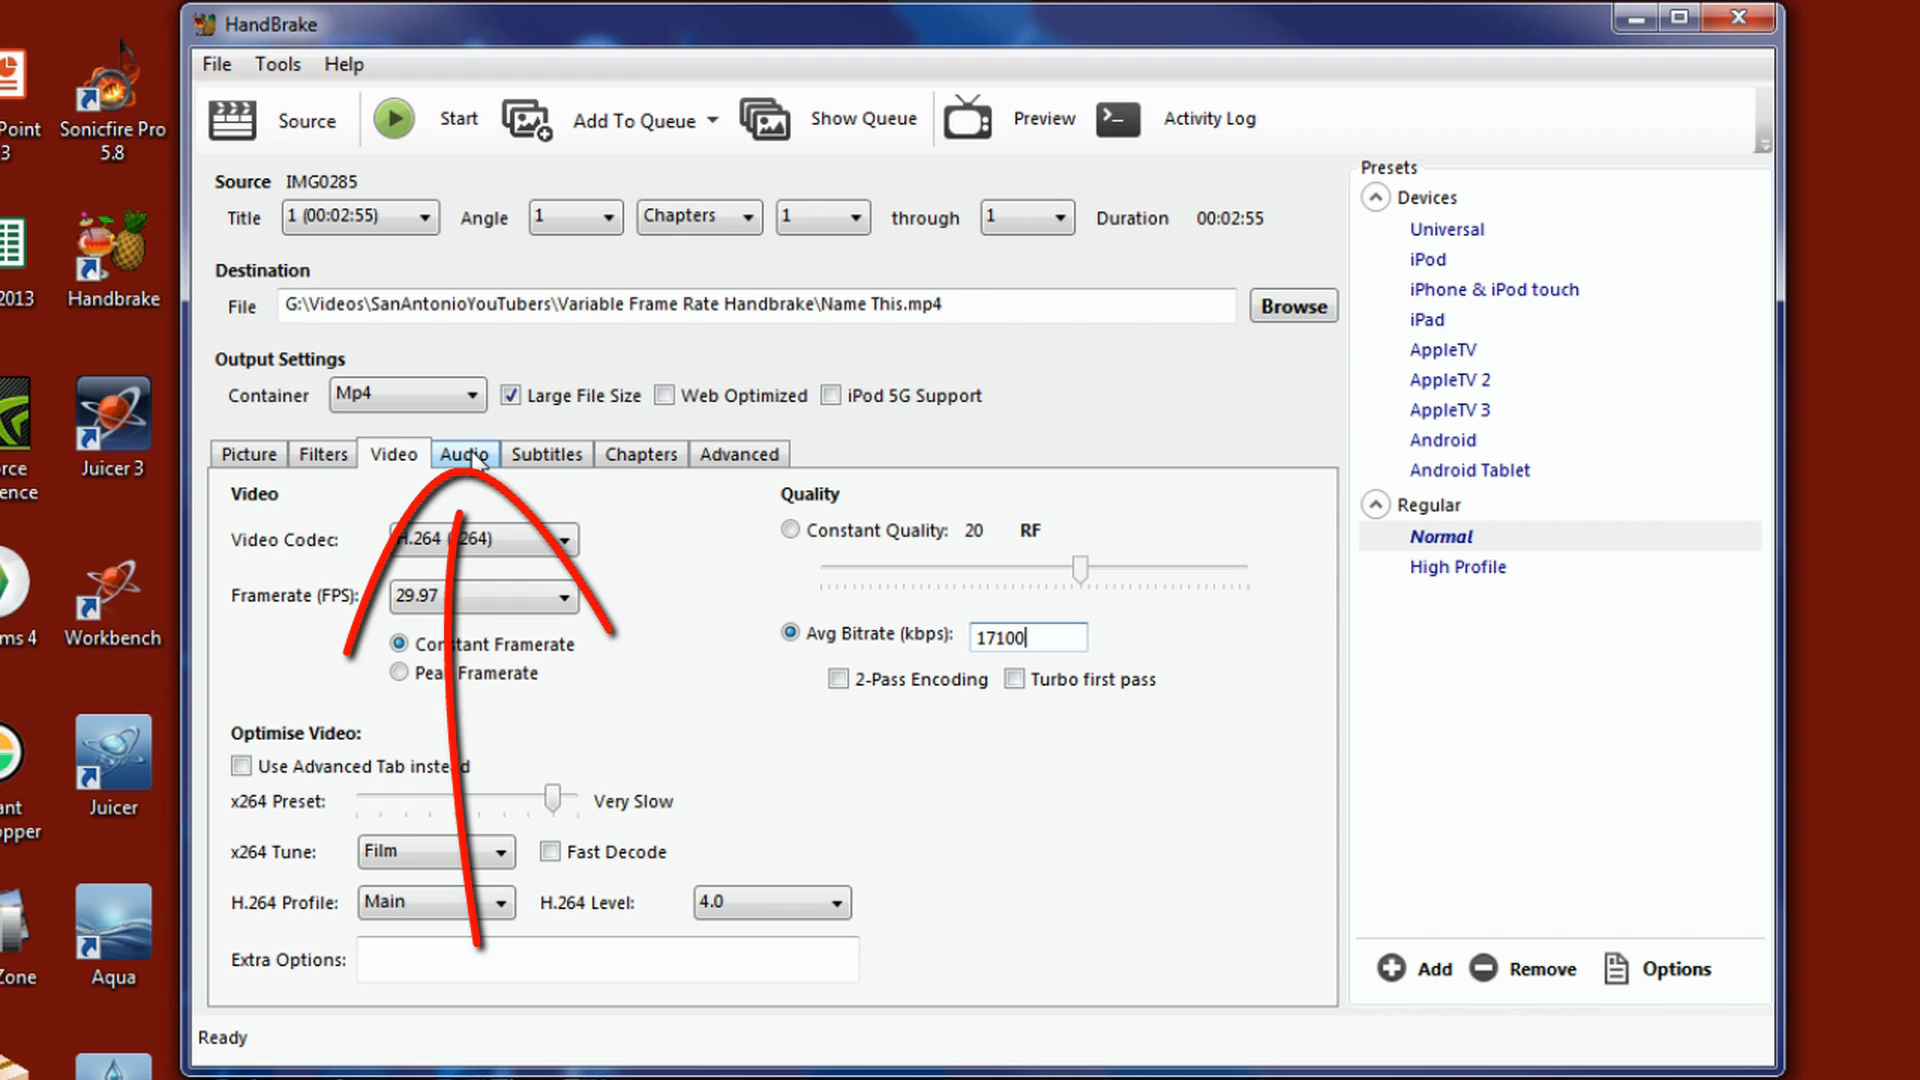 HandBrake
File Tools Help
Source Start Add To Queue Show Queue Preview Activity Log
Source IMG0285
Title 1 (00:02:55) Angle 1 Chapters 1 through 1 Duration 00:02:55
Destination
File G:\Videos\SanAntonioYouTubers\Variable Frame Rate Handbrake\Name This.mp4 Browse
Output Settings
Container Mp4 Large File Size Web Optimized iPod 5G Support
Picture Filters Video Audio Subtitles Chapters Advanced
Video
Video Codec: H.264 (x264)
Framerate (FPS): 29.97
Constant Framerate
Peak Framerate
Quality
Constant Quality: 20 RF
Avg Bitrate (kbps): 17100
2-Pass Encoding Turbo first pass
Optimise Video:
Use Advanced Tab instead
x264 Preset: Very Slow
x264 Tune: Film Fast Decode
H.264 Profile: Main H.264 Level: 4.0
Extra Options:
Ready
Presets
Devices
Universal
iPod
iPhone & iPod touch
iPad
AppleTV
AppleTV 2
AppleTV 3
Android
Android Tablet
Regular
Normal
High Profile
Add Remove Options
Point
3
Sonicfire Pro
5.8
2013
Handbrake
rce
ence
Juicer 3
ms 4
Workbench
ant
opper
Juicer
Zone
Aqua